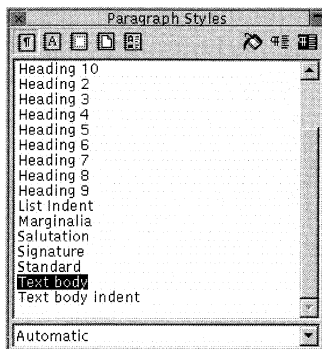 Paragraph Styles
Heading 10
Heading 2
Heading 3
Heading 4
Heading 5
Heading 6
Heading 7
Heading 8
Heading 9
List Indent
Marginalia
Salutation
Signature
Standard
Text body
Text body indent
Automatic